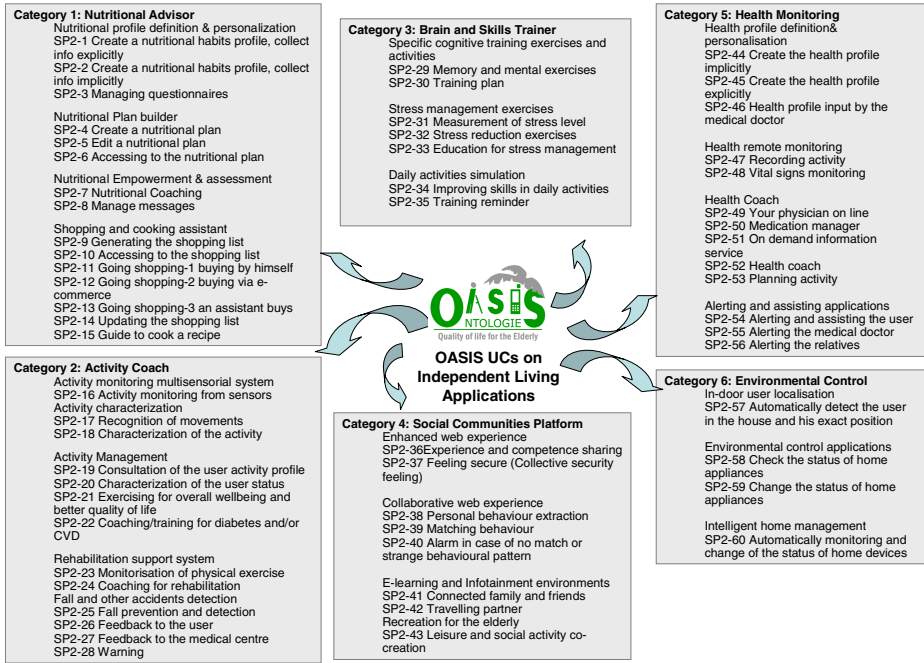 Category 1: Nutritional Advisor
Nutritional profile definition & personalization
SP2-1 Create a nutritional habits profile, collect
info explicitly
SP2-2 Create a nutritional habits profile, collect
info implicitly
SP2-3 Managing questionnaires
Nutritional Plan builder
SP2-4 Create a nutritional plan
SP2-5 Edit a nutritional plan
SP2-6 Accessing to the nutritional plan
Nutritional Empowerment & assessment
SP2-7 Nutritional Coaching
SP2-8 Manage messages
Shopping and cooking assistant
SP2-9 Generating the shopping list
SP2-10 Accessing to the shopping list
SP2-11 Going shopping-1 buying by himself
SP2-12 Going shopping-2 buying via e-
commerce
SP2-13 Going shopping-3 an assistant buys
SP2-14 Updating the shopping list
SP2-15 Guide to cook a recipe
Category 2: Activity Coach
Activity monitoring multisensorial system
SP2-16 Activity monitoring from sensors
Activity characterization
SP2-17 Recognition of movements
SP2-18 Characterization of the activity
Activity Management
SP2-19 Consultation of the user activity profile
SP2-20 Characterization of the user status
SP2-21 Exercising for overall wellbeing and
better quality of life
SP2-22 Coaching/training for diabetes and/or
CVD
Rehabilitation support system
SP2-23 Monitorisation of physical exercise
SP2-24 Coaching for rehabilitation
Fall and other accidents detection
SP2-25 Fall prevention and detection
SP2-26 Feedback to the user
SP2-27 Feedback to the medical centre
SP2-28 Warning
Category 3: Brain and Skills Trainer
Specific cognitive training exercises and
activities
SP2-29 Memory and mental exercises
SP2-30 Training plan
Stress management exercises
SP2-31 Measurement of stress level
SP2-32 Stress reduction exercises
SP2-33 Education for stress management
Daily activities simulation
SP2-34 Improving skills in daily activities
SP2-35 Training reminder
OASIS
NTOLOGIE
Quality of life for the Elderly
OASIS UCs on
Independent Living
Applications
Category 4: Social Communities Platform
Enhanced web experience
SP2-36Experience and competence sharing
SP2-37 Feeling secure (Collective security
feeling)
Collaborative web experience
SP2-38 Personal behaviour extraction
SP2-39 Matching behaviour
SP2-40 Alarm in case of no match or
strange behavioural pattern
E-learning and Infotainment environments
SP2-41 Connected family and friends
SP2-42 Travelling partner
Recreation for the elderly
SP2-43 Leisure and social activity co-
creation
Category 5: Health Monitoring
Health profile definition&
personalisation
SP2-44 Create the health profile
implicitly
SP2-45 Create the health profile
explicitly
SP2-46 Health profile input by the
medical doctor
Health remote monitoring
SP2-47 Recording activity
SP2-48 Vital signs monitoring
Health Coach
SP2-49 Your physician on line
SP2-50 Medication manager
SP2-51 On demand information
service
SP2-52 Health coach
SP2-53 Planning activity
Alerting and assisting applications
SP2-54 Alerting and assisting the user
SP2-55 Alerting the medical doctor
SP2-56 Alerting the relatives
Category 6: Environmental Control
In-door user localisation
SP2-57 Automatically detect the user
in the house and his exact position
Environmental control applications
SP2-58 Check the status of home
appliances
SP2-59 Change the status of home
appliances
Intelligent home management
SP2-60 Automatically monitoring and
change of the status of home devices